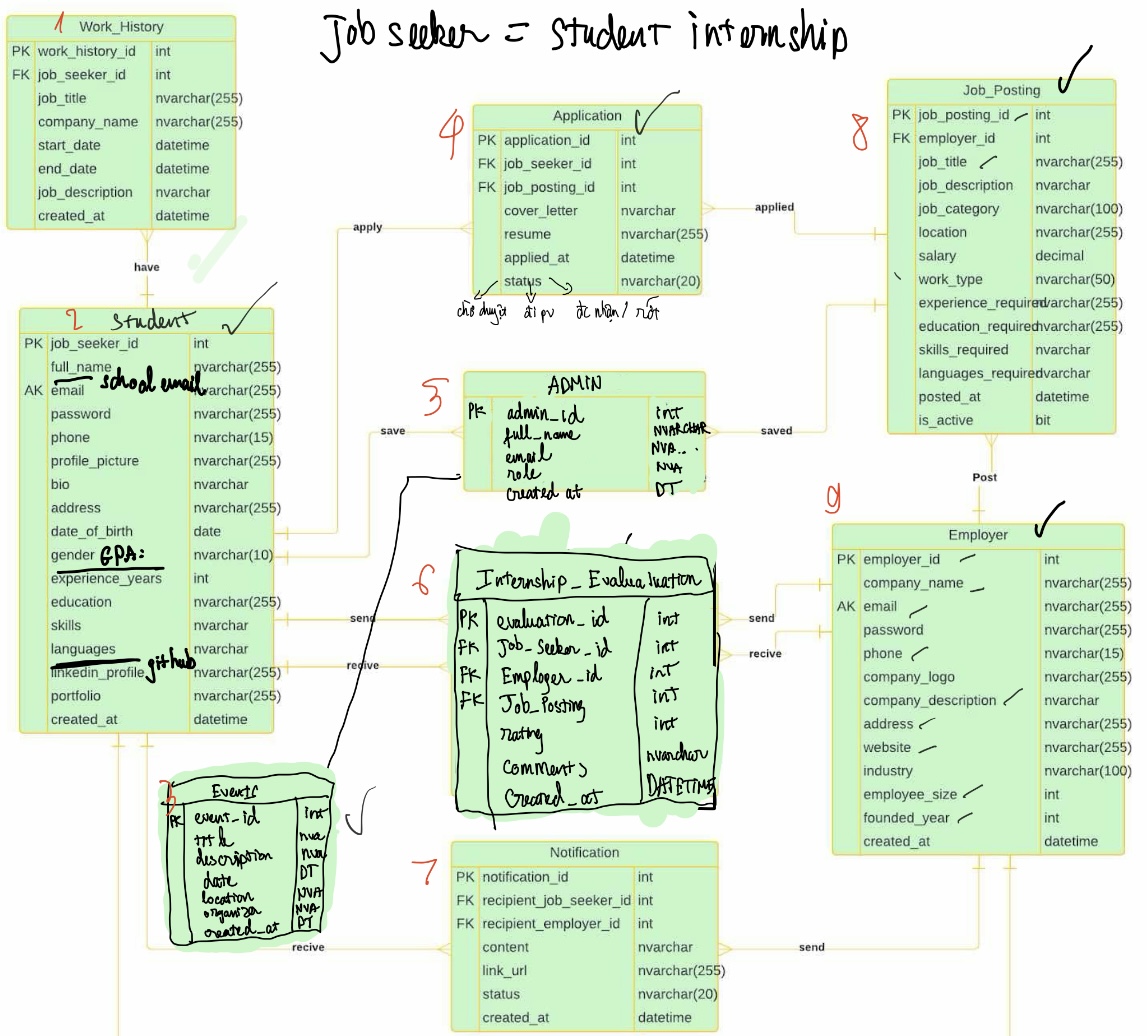 Job seeker = student internship
1
Work_History
PK work_history_id int
FK job_seeker_id int
job_title nvarchar(255)
company_name nvarchar(255)
start_date datetime
end_date datetime
job_description nvarchar
created_at datetime
have
2
Student
PK job_seeker_id int
full_name nvarchar(255)
school email
AK email nvarchar(255)
password nvarchar(255)
phone nvarchar(15)
profile_picture nvarchar(255)
bio nvarchar
address nvarchar(255)
date_of_birth date
gender GPA: nvarchar(10)
experience_years int
education nvarchar(255)
skills nvarchar
languages nvarchar
github
linkedin_profile nvarchar(255)
portfolio nvarchar(255)
created_at datetime
apply
save
send
recive
3
Events
PK event_id int
title nva
description nva
date DT
location NVA
organizer NVA
created_at DT
recive
4
Application
PK application_id int
FK job_seeker_id int
FK job_posting_id int
cover_letter nvarchar
resume nvarchar(255)
applied_at datetime
status nvarchar(20)
chờ duyệt đi pv đc nhận / rớt
applied
5
ADMIN
PK admin_id int
full_name NVARCHAR
email NVA...
role NVA
created at DT
saved
6
Internship_Evalualuation
PK evaluation_id int
FK Job_Seeker_id int
FK Employer_id int
FK Job_Posting int
rating int
comments nvarchar
Created_at DATETIME
send
recive
7
Notification
PK notification_id int
FK recipient_job_seeker_id int
FK recipient_employer_id int
content nvarchar
link_url nvarchar(255)
status nvarchar(20)
created_at datetime
send
8
Job_Posting
PK job_posting_id int
FK employer_id int
job_title nvarchar(255)
job_description nvarchar
job_category nvarchar(100)
location nvarchar(255)
salary decimal
work_type nvarchar(50)
experience_required nvarchar(255)
education_required nvarchar(255)
skills_required nvarchar
languages_required nvarchar
posted_at datetime
is_active bit
Post
9
Employer
PK employer_id int
company_name nvarchar(255)
AK email nvarchar(255)
password nvarchar(255)
phone nvarchar(15)
company_logo nvarchar(255)
company_description nvarchar
address nvarchar(255)
website nvarchar(255)
industry nvarchar(100)
employee_size int
founded_year int
created_at datetime